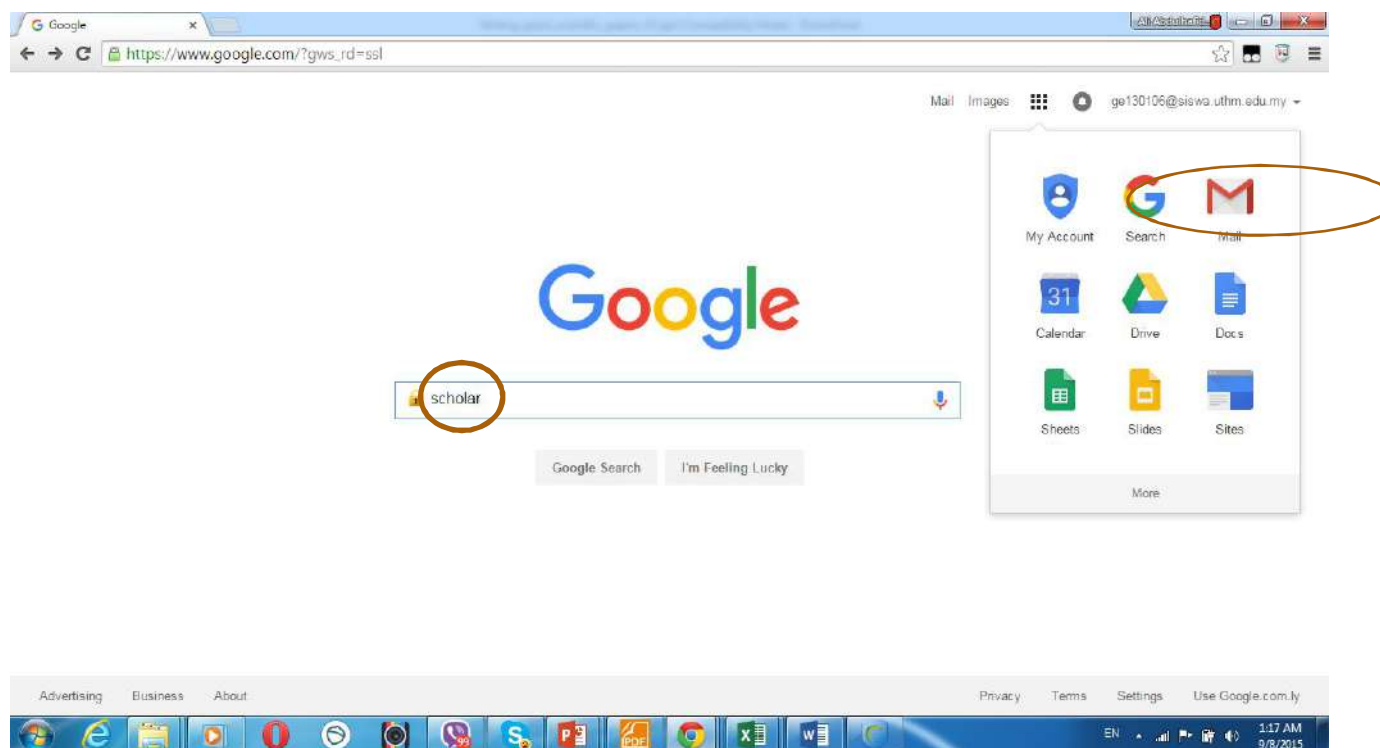 Google
https://www.google.com/?gws_rd=ssl
Mail Images ge130106@siswa.uthm.edu.my
My Account Search Mail
31
Calendar Drive Docs
Google
scholar
Sheets Slides Sites
Google Search I'm Feeling Lucky
More
Advertising Business About Privacy Terms Settings Use Google.com.ly
EN 1:17 AM
9/8/2015